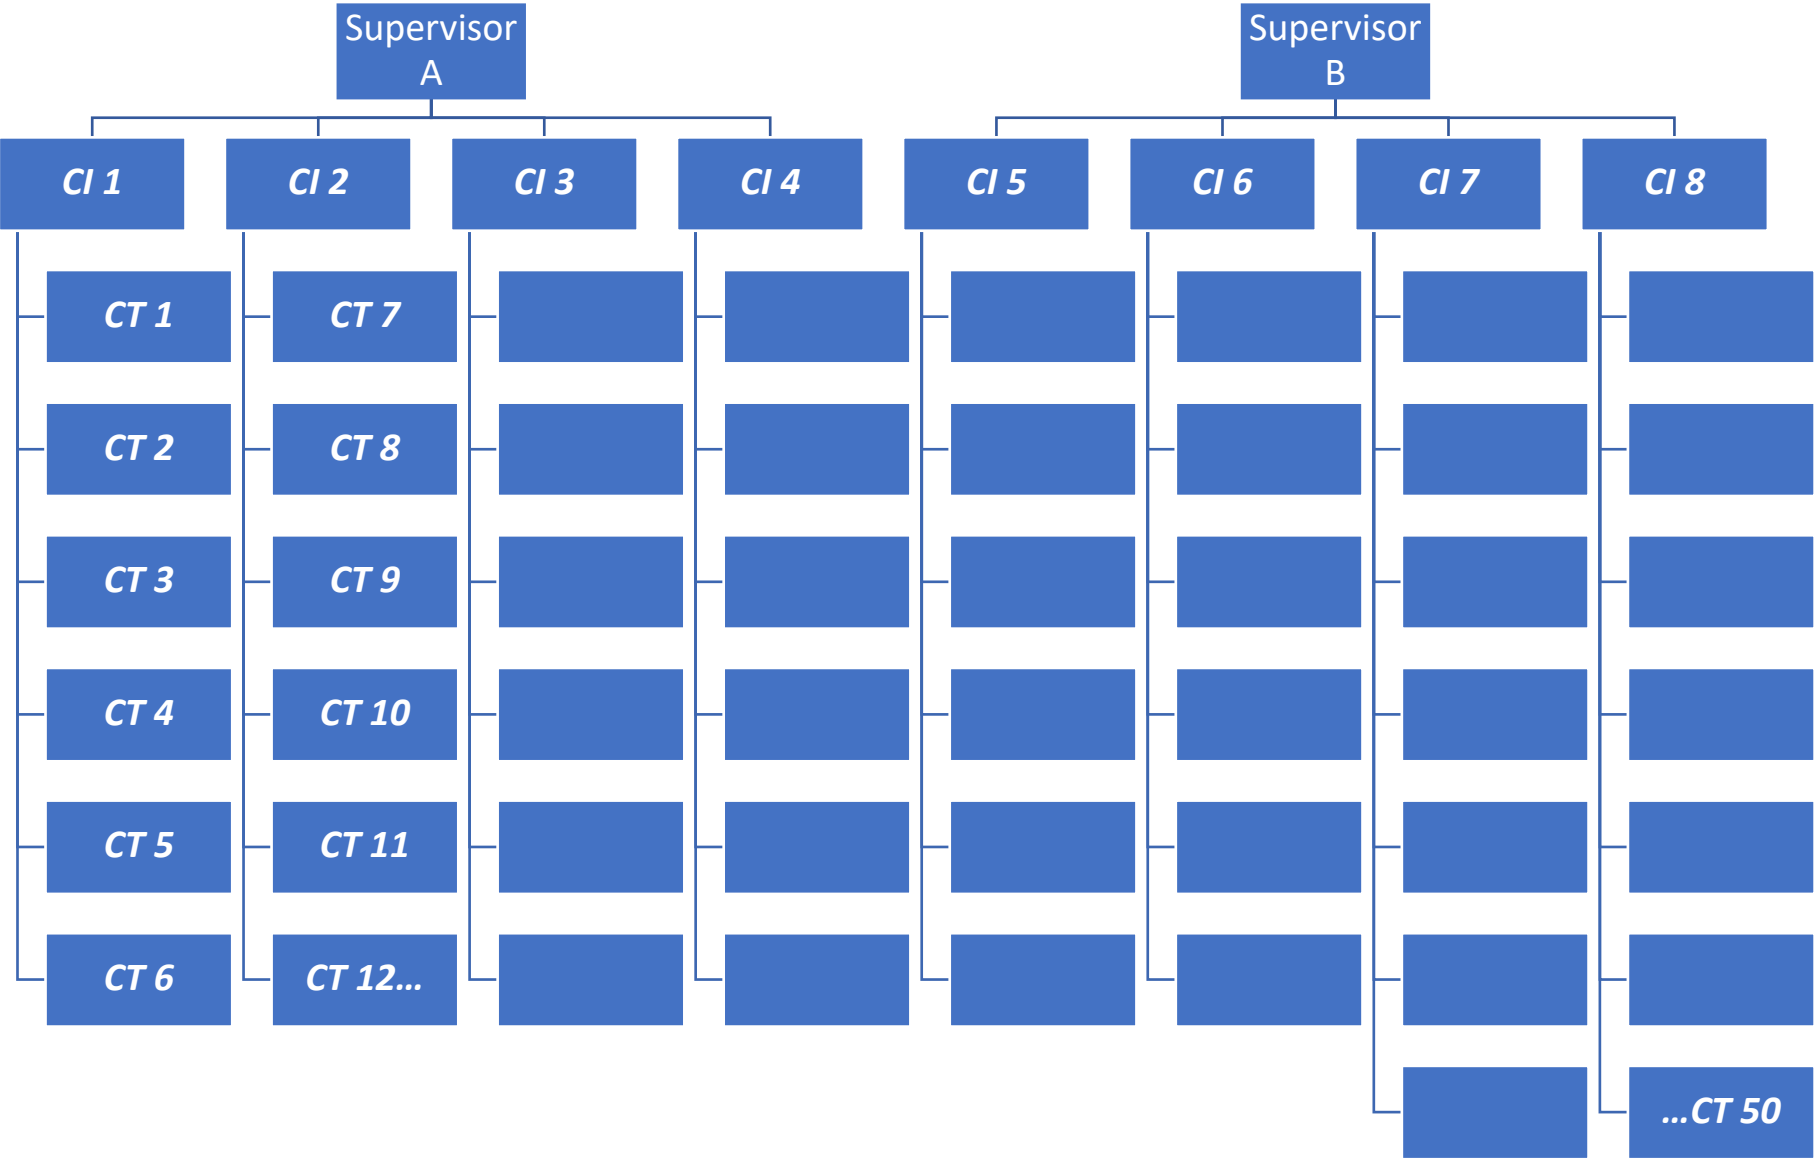 Supervisor
A
Supervisor
B
CI 1
CI 2
CI 3
CI 4
CI 5
CI 6
CI 7
CI 8
CT 1
CT 7
CT 2
CT 8
CT 3
CT 9
CT 4
CT 10
CT 5
CT 11
CT 6
CT 12...
...CT 50